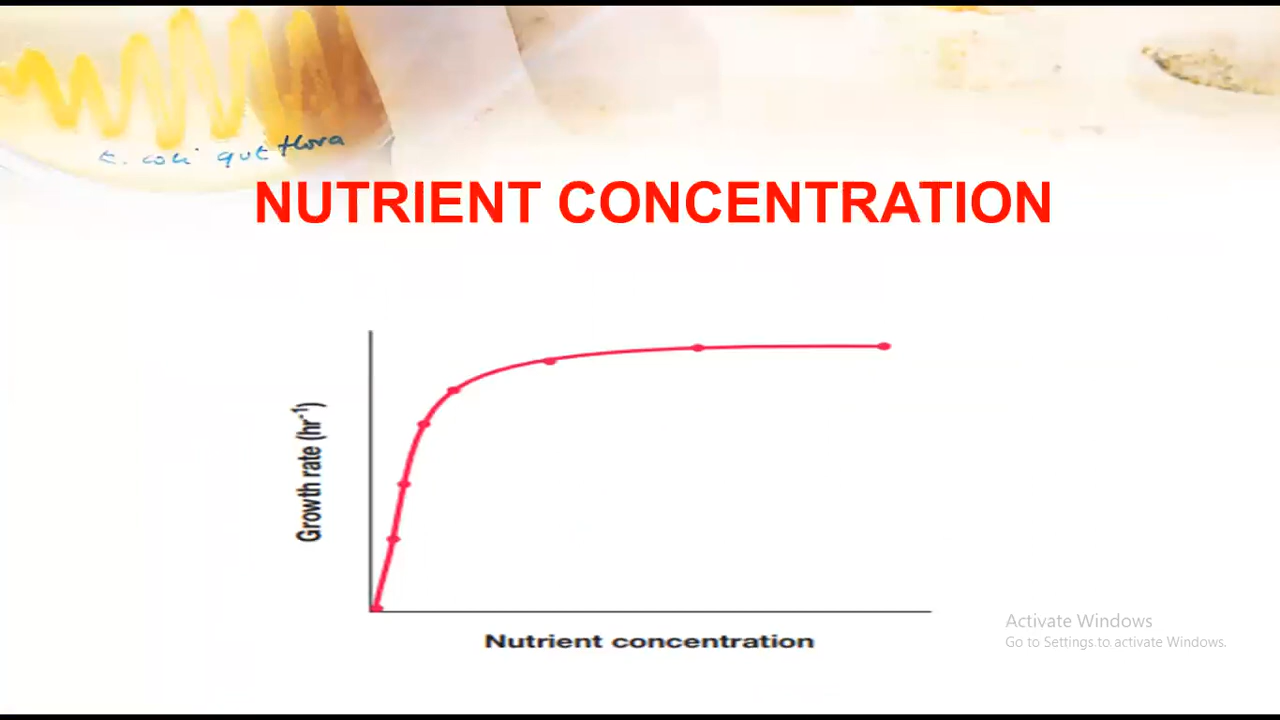 E. coli gut flora
NUTRIENT CONCENTRATION
Growth rate (hr-1)
Nutrient concentration
Activate Windows
Go to Settings to activate Windows.